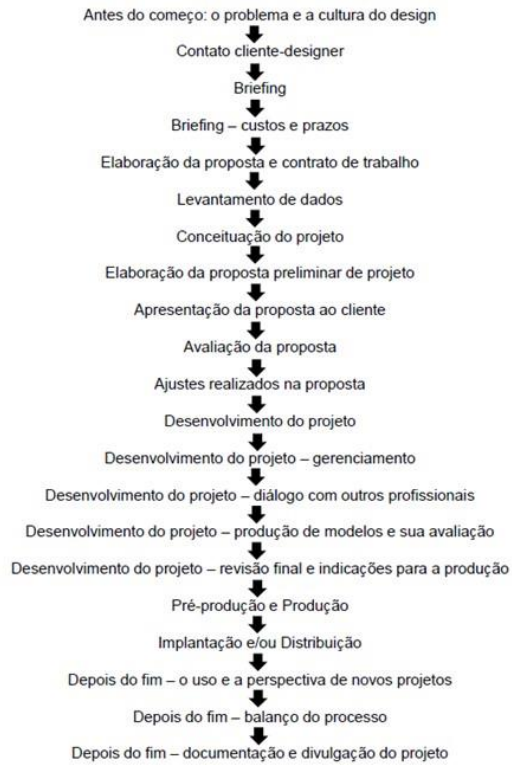 Antes do começo: o problema e a cultura do design
Contato cliente-designer
Briefing
Briefing – custos e prazos
Elaboração da proposta e contrato de trabalho
Levantamento de dados
Conceituação do projeto
Elaboração da proposta preliminar de projeto
Apresentação da proposta ao cliente
Avaliação da proposta
Ajustes realizados na proposta
Desenvolvimento do projeto
Desenvolvimento do projeto – gerenciamento
Desenvolvimento do projeto – diálogo com outros profissionais
Desenvolvimento do projeto – produção de modelos e sua avaliação
Desenvolvimento do projeto – revisão final e indicações para a produção
Pré-produção e Produção
Implantação e/ou Distribuição
Depois do fim – o uso e a perspectiva de novos projetos
Depois do fim – balanço do processo
Depois do fim – documentação e divulgação do projeto